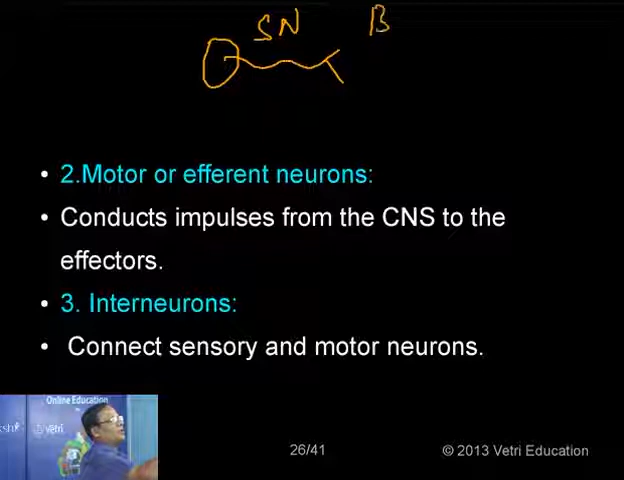 SN B
• 2.Motor or efferent neurons:
• Conducts impulses from the CNS to the
effectors.
• 3. Interneurons:
• Connect sensory and motor neurons.
Online Education
vetri
26/41
© 2013 Vetri Education